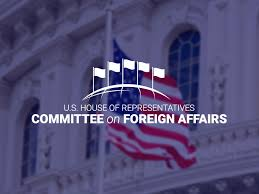 U.S. HOUSE OF REPRESENTATIVES
COMMITTEE on FOREIGN AFFAIRS